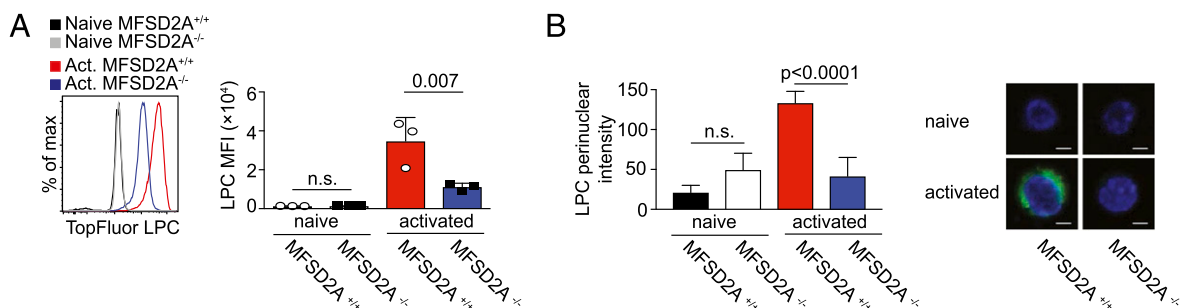 A
Naive MFSD2A+/+
Naive MFSD2A-/-
Act. MFSD2A+/+
Act. MFSD2A-/-
% of max
TopFluor LPC
LPC MFI (×10⁴)
6
4
2
0
n.s.
0.007
naive
activated
MFSD2A +/+
MFSD2A -/-
MFSD2A +/+
MFSD2A -/-
B
LPC perinuclear
intensity
150
100
50
0
n.s.
p<0.0001
naive
activated
MFSD2A +/+
MFSD2A -/-
MFSD2A +/+
MFSD2A -/-
naive
activated
MFSD2A +/+
MFSD2A -/-